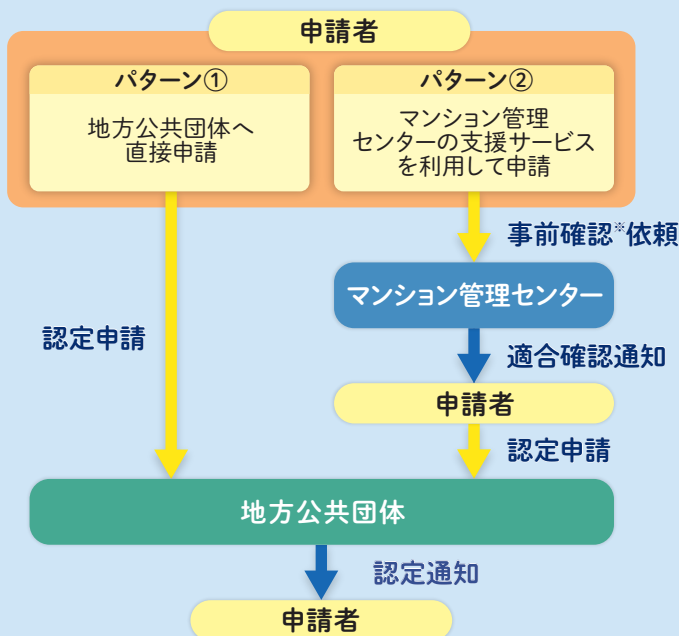 申請者
パターン①
地方公共団体へ
直接申請
パターン②
マンション管理
センターの支援サービス
を利用して申請
事前確認※依頼
マンション管理センター
認定申請
適合確認通知
申請者
認定申請
地方公共団体
認定通知
申請者